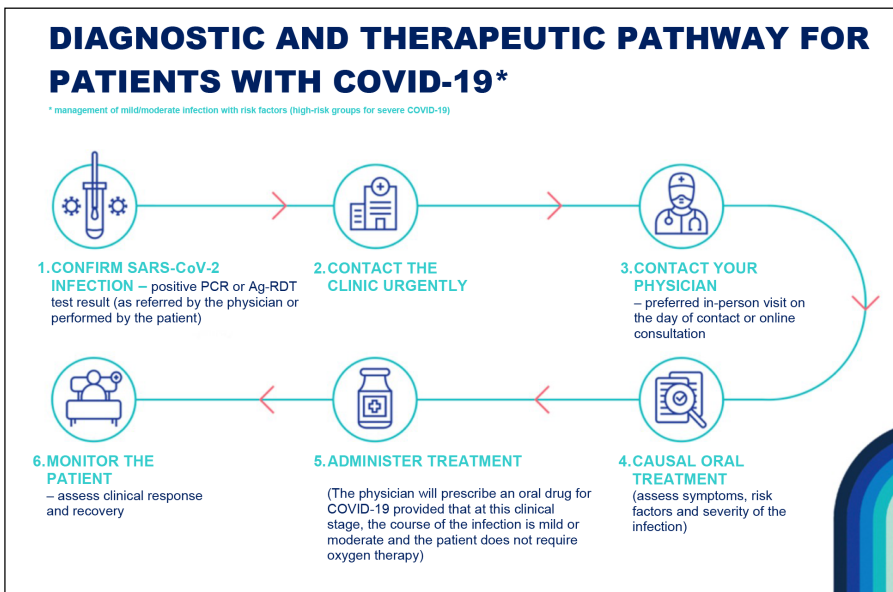 DIAGNOSTIC AND THERAPEUTIC PATHWAY FOR
PATIENTS WITH COVID-19*
* management of mild/moderate infection with risk factors (high-risk groups for severe COVID-19)
1.CONFIRM SARS-CoV-2
INFECTION – positive PCR or Ag-RDT
test result (as referred by the physician or
performed by the patient)
2.CONTACT THE
CLINIC URGENTLY
3.CONTACT YOUR
PHYSICIAN
– preferred in-person visit on
the day of contact or online
consultation
4.CAUSAL ORAL
TREATMENT
(assess symptoms, risk
factors and severity of the
infection)
5.ADMINISTER TREATMENT
(The physician will prescribe an oral drug for
COVID-19 provided that at this clinical
stage, the course of the infection is mild or
moderate and the patient does not require
oxygen therapy)
6.MONITOR THE
PATIENT
– assess clinical response
and recovery